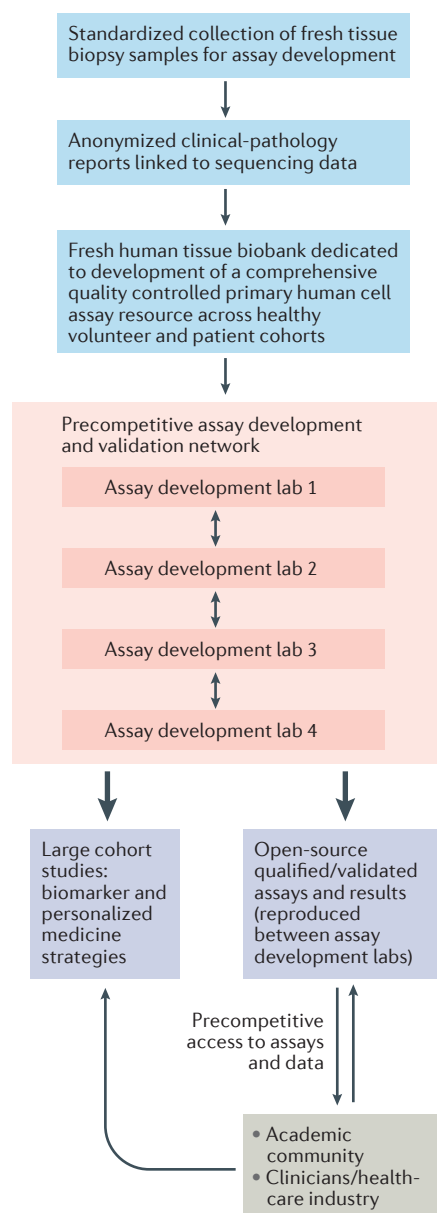 Standardized collection of fresh tissue
biopsy samples for assay development
Anonymized clinical-pathology
reports linked to sequencing data
Fresh human tissue biobank dedicated
to development of a comprehensive
quality controlled primary human cell
assay resource across healthy
volunteer and patient cohorts
Precompetitive assay development
and validation network
Assay development lab 1
Assay development lab 2
Assay development lab 3
Assay development lab 4
Large cohort
studies:
biomarker and
personalized
medicine
strategies
Open-source
qualified/validated
assays and results
(reproduced
between assay
development labs)
Precompetitive
access to assays
and data
• Academic
community
• Clinicians/health-
care industry